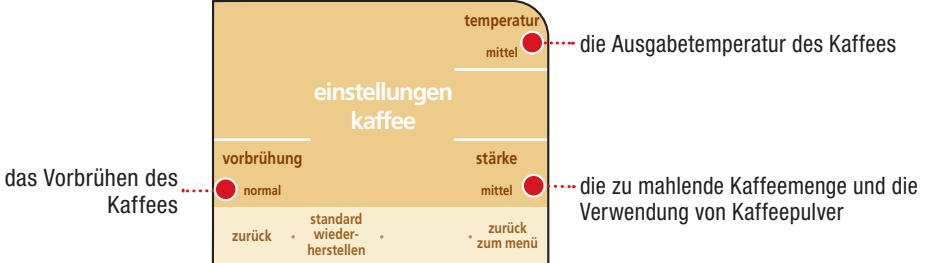 temperatur
mittel
die Ausgabetemperatur des Kaffees
einstellungen
kaffee
vorbrühung
normal
das Vorbrühen des
Kaffees
stärke
mittel
die zu mahlende Kaffeemenge und die
Verwendung von Kaffeepulver
zurück
standard
wieder-
herstellen
zurück
zum menü